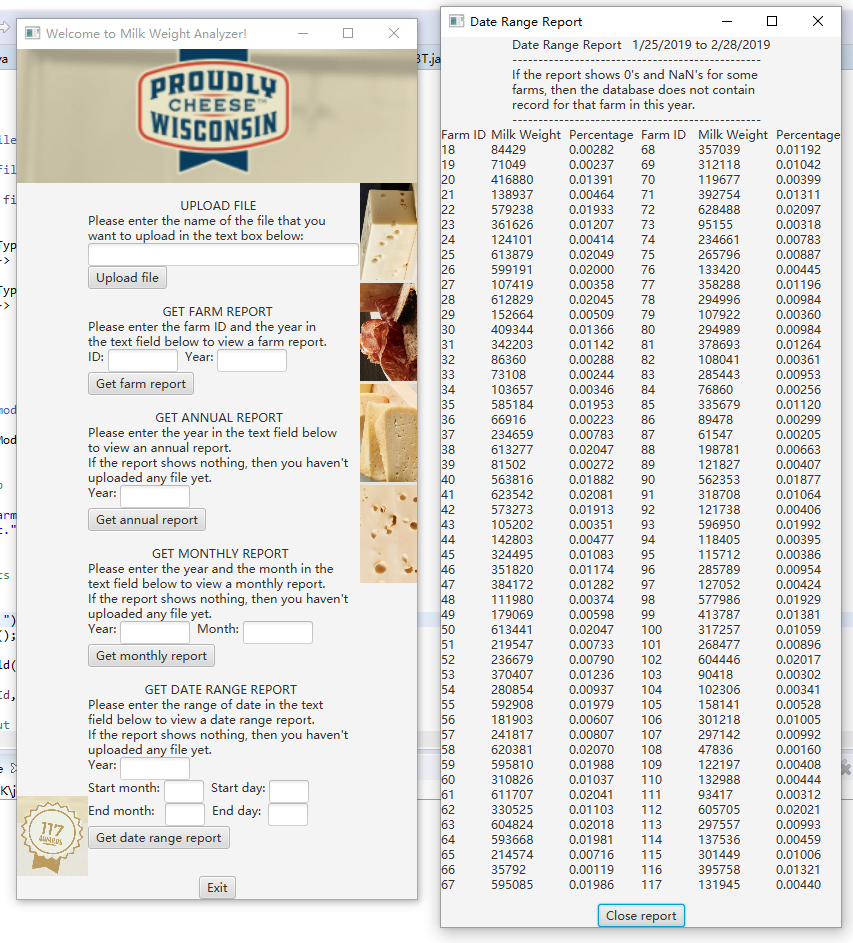 Welcome to Milk Weight Analyzer!
PROUDLY
CHEESE™
WISCONSIN
UPLOAD FILE
Please enter the name of the file that you
want to upload in the text box below:
Upload file
GET FARM REPORT
Please enter the farm ID and the year in
the text field below to view a farm report.
ID: Year:
Get farm report
GET ANNUAL REPORT
Please enter the year in the text field below
to view an annual report.
If the report shows nothing, then you haven't
uploaded any file yet.
Year:
Get annual report
GET MONTHLY REPORT
Please enter the year and the month in the
text field below to view a monthly report.
If the report shows nothing, then you haven't
uploaded any file yet.
Year: Month:
Get monthly report
GET DATE RANGE REPORT
Please enter the range of date in the text
field below to view a date range report.
If the report shows nothing, then you haven't
uploaded any file yet.
Year:
Start month: Start day:
End month: End day:
Get date range report
117
AWARDS
Exit
Date Range Report
Date Range Report 1/25/2019 to 2/28/2019
------------------------------------------------
If the report shows 0's and NaN's for some
farms, then the database does not contain
record for that farm in this year.
------------------------------------------------
Farm ID Milk Weight Percentage Farm ID Milk Weight Percentage
18 84429 0.00282 68 357039 0.01192
19 71049 0.00237 69 312118 0.01042
20 416880 0.01391 70 119677 0.00399
21 138937 0.00464 71 392754 0.01311
22 579238 0.01933 72 628488 0.02097
23 361626 0.01207 73 95155 0.00318
24 124101 0.00414 74 234661 0.00783
25 613879 0.02049 75 265796 0.00887
26 599191 0.02000 76 133420 0.00445
27 107419 0.00358 77 358288 0.01196
28 612829 0.02045 78 294996 0.00984
29 152664 0.00509 79 107922 0.00360
30 409344 0.01366 80 294989 0.00984
31 342203 0.01142 81 378693 0.01264
32 86360 0.00288 82 108041 0.00361
33 73108 0.00244 83 285443 0.00953
34 103657 0.00346 84 76860 0.00256
35 585184 0.01953 85 335679 0.01120
36 66916 0.00223 86 89478 0.00299
37 234659 0.00783 87 61547 0.00205
38 613277 0.02047 88 198781 0.00663
39 81502 0.00272 89 121827 0.00407
40 563816 0.01882 90 562353 0.01877
41 623542 0.02081 91 318708 0.01064
42 573273 0.01913 92 121738 0.00406
43 105202 0.00351 93 596950 0.01992
44 142803 0.00477 94 118405 0.00395
45 324495 0.01083 95 115712 0.00386
46 351820 0.01174 96 285789 0.00954
47 384172 0.01282 97 127052 0.00424
48 111980 0.00374 98 577986 0.01929
49 179069 0.00598 99 413787 0.01381
50 613441 0.02047 100 317257 0.01059
51 219547 0.00733 101 268477 0.00896
52 236679 0.00790 102 604446 0.02017
53 370407 0.01236 103 90418 0.00302
54 280854 0.00937 104 102306 0.00341
55 592908 0.01979 105 158141 0.00528
56 181903 0.00607 106 301218 0.01005
57 241817 0.00807 107 297142 0.00992
58 620381 0.02070 108 47836 0.00160
59 595810 0.01988 109 122197 0.00408
60 310826 0.01037 110 132988 0.00444
61 611707 0.02041 111 93417 0.00312
62 330525 0.01103 112 605705 0.02021
63 604824 0.02018 113 297557 0.00993
64 593668 0.01981 114 137536 0.00459
65 214574 0.00716 115 301449 0.01006
66 35792 0.00119 116 395758 0.01321
67 595085 0.01986 117 131945 0.00440
Close report